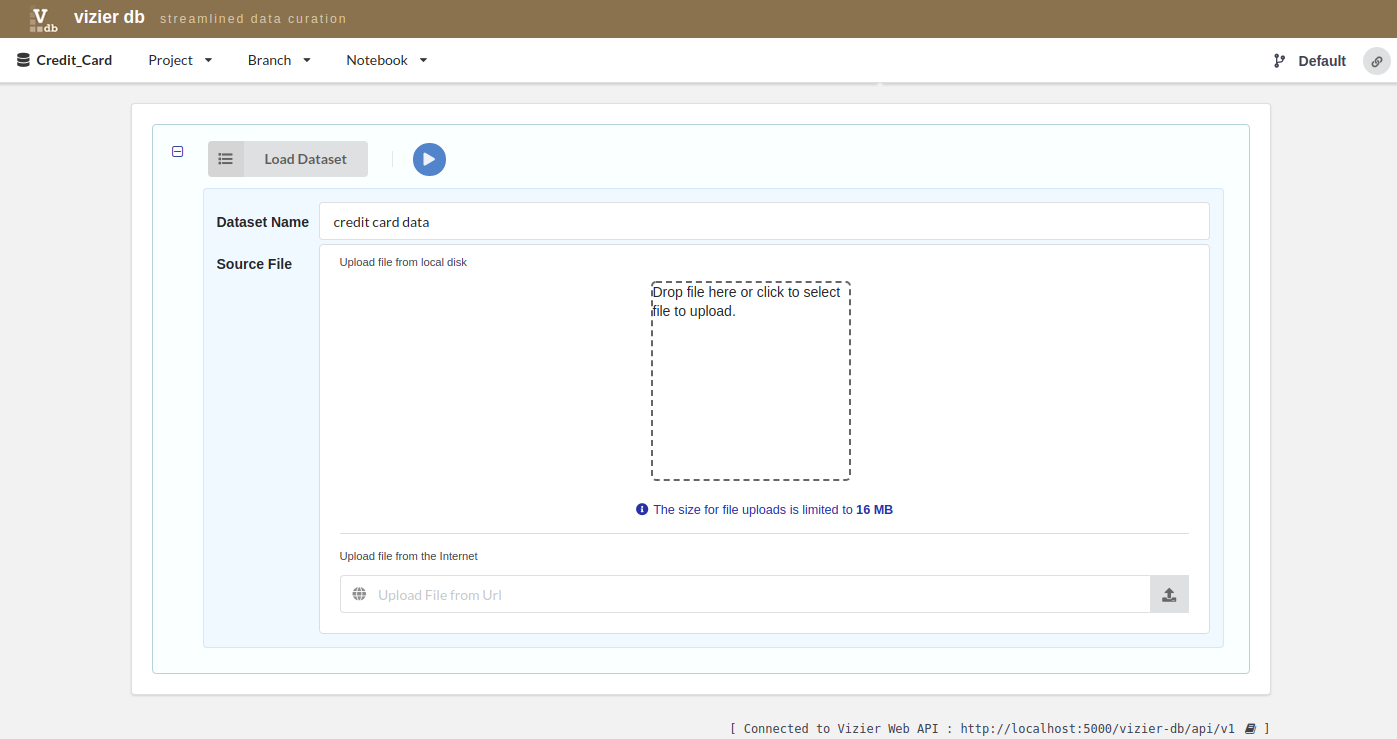 V db vizier db streamlined data curation
Credit_Card Project Branch Notebook Default
Load Dataset
Dataset Name credit card data
Source File Upload file from local disk
Drop file here or click to select
file to upload.
The size for file uploads is limited to 16 MB
Upload file from the Internet
Upload File from Url
[ Connected to Vizier Web API : http://localhost:5000/vizier-db/api/v1 ]